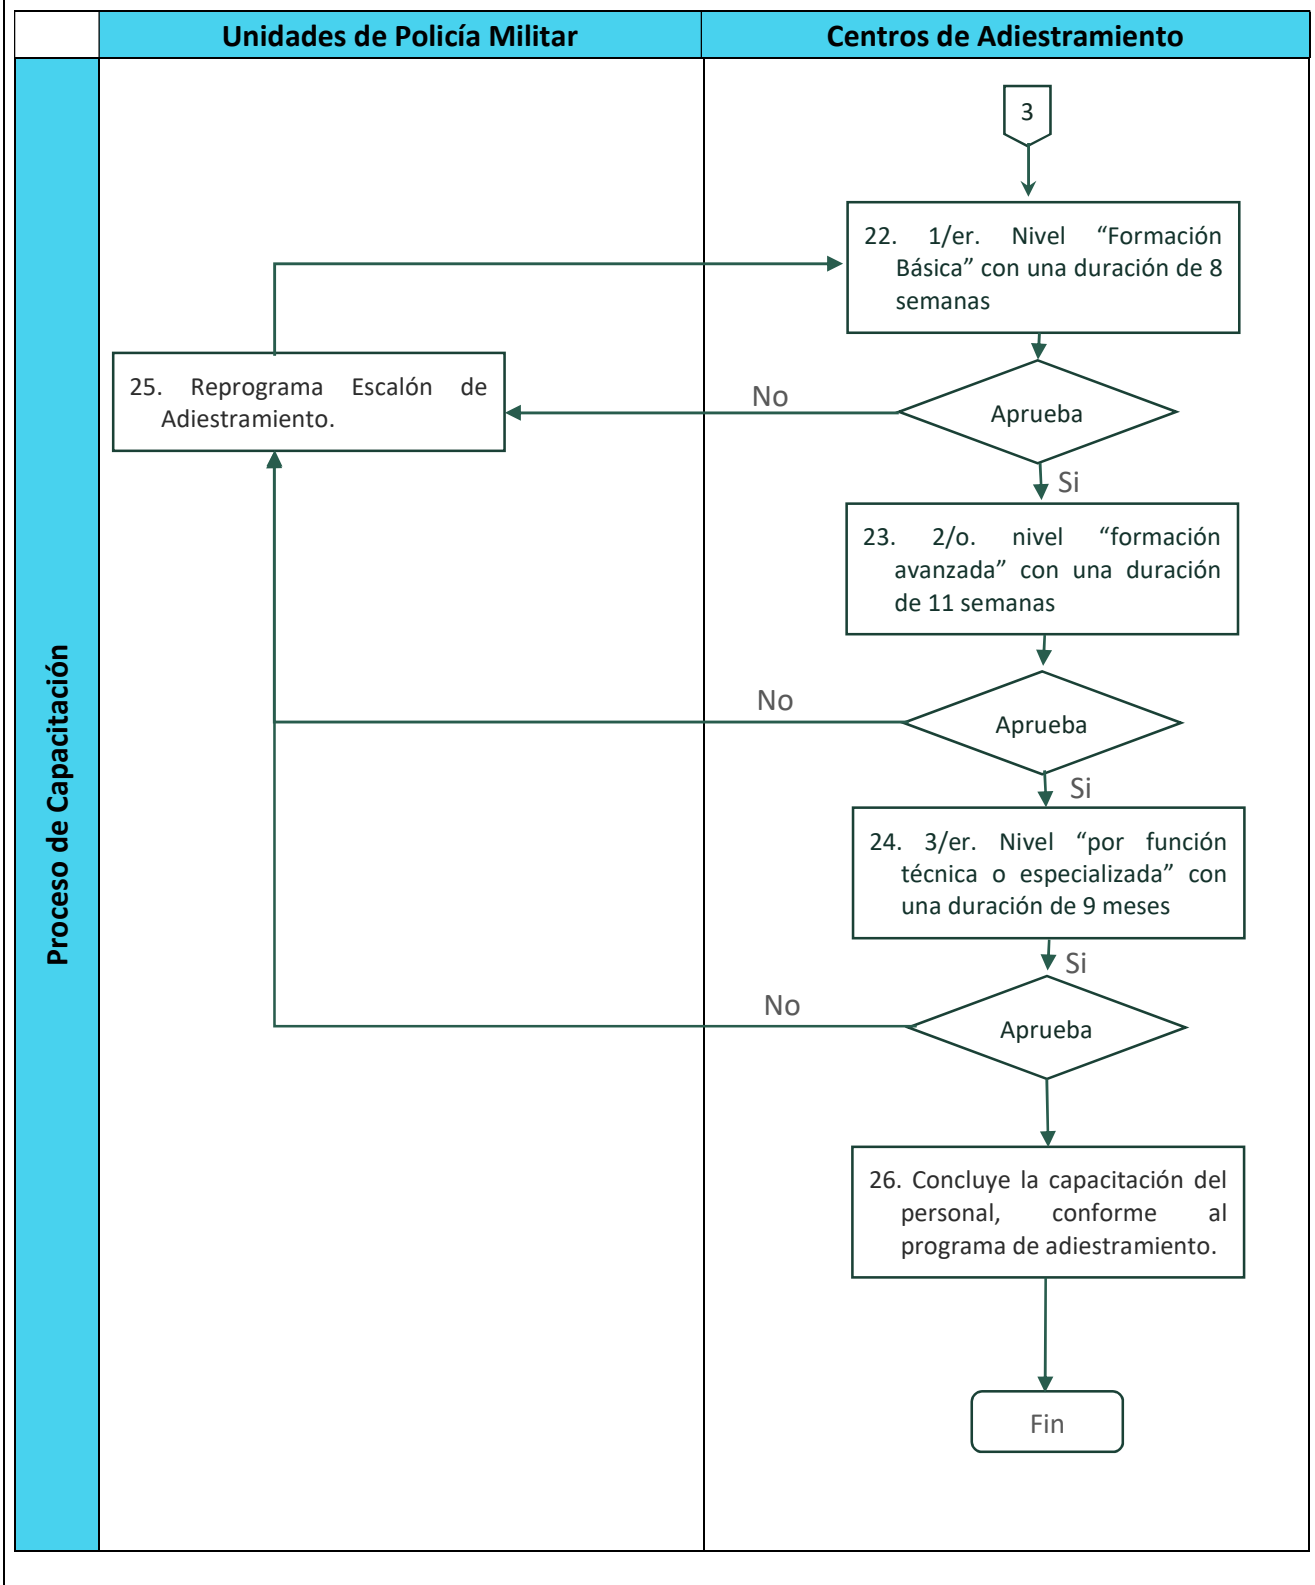 Unidades de Policía Militar
Centros de Adiestramiento
Proceso de Capacitación
3
22. 1/er. Nivel “Formación
Básica” con una duración de 8
semanas
25. Reprograma Escalón de
Adiestramiento.
No
Aprueba
Si
23. 2/o. nivel “formación
avanzada” con una duración
de 11 semanas
No
Aprueba
Si
24. 3/er. Nivel “por función
técnica o especializada” con
una duración de 9 meses
Si
No
Aprueba
26. Concluye la capacitación del
personal, conforme al
programa de adiestramiento.
Fin